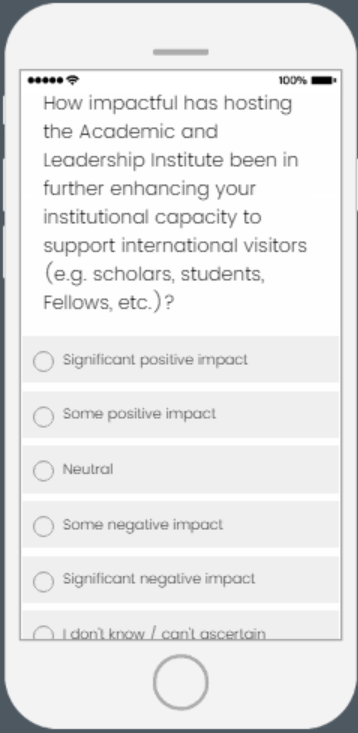 100%
How impactful has hosting
the Academic and
Leadership Institute been in
further enhancing your
institutional capacity to
support international visitors
(e.g. scholars, students,
Fellows, etc.)?
Significant positive impact
Some positive impact
Neutral
Some negative impact
Significant negative impact
I don't know / can't ascertain